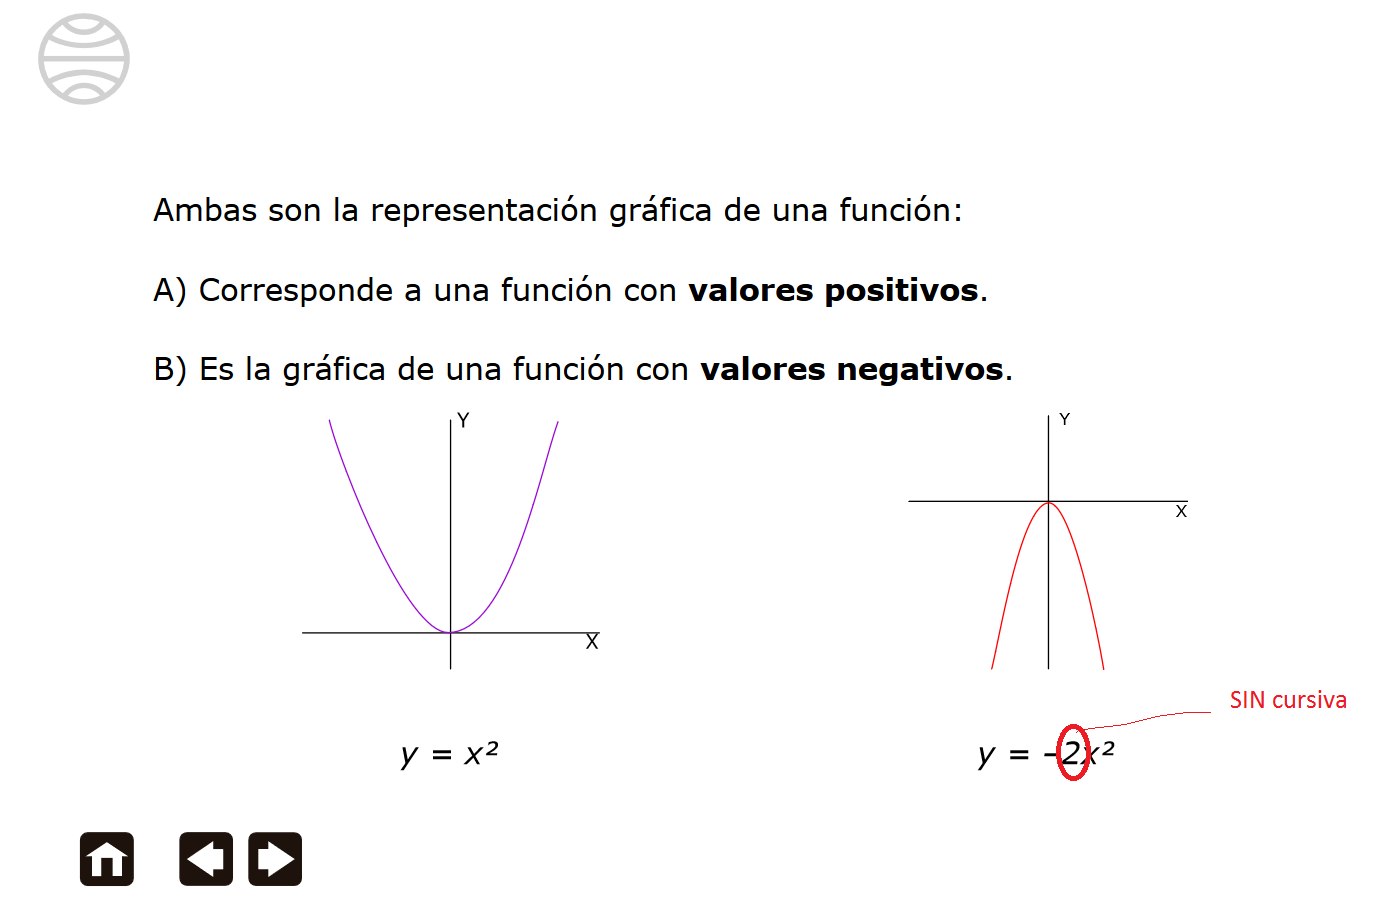 Ambas son la representación gráfica de una función:
A) Corresponde a una función con valores positivos.
B) Es la gráfica de una función con valores negativos.
Y
X
Y
X
SIN cursiva
y = x²
y = –2x²